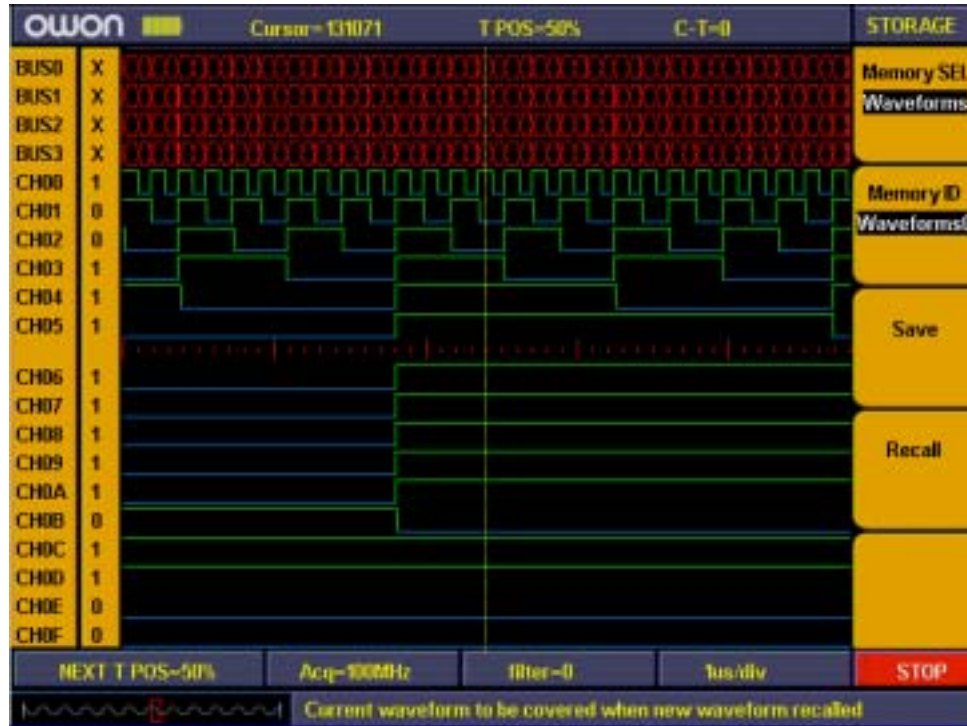 owon Cursor=131071 T POS=50% C-T=0 STORAGE
BUS0 X
BUS1 X
BUS2 X
BUS3 X
CH00 1
CH01 0
CH02 0
CH03 1
CH04 1
CH05 1
CH06 1
CH07 1
CH08 1
CH09 1
CH0A 1
CH0B 0
CH0C 1
CH0D 1
CH0E 0
CH0F 0
Memory SEL
Waveforms
Memory ID
Waveforms0
Save
Recall
NEXT T POS=50% Acq=100MHz filter=0 1us/div STOP
Current waveform to be covered when new waveform recalled